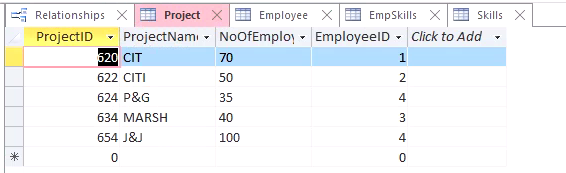 Relationships Project Employee EmpSkills Skills
ProjectID ProjectName NoOfEmploy EmployeeID Click to Add
620 CIT 70 1
622 CITI 50 2
624 P&G 35 4
634 MARSH 40 3
654 J&J 100 4
0 0